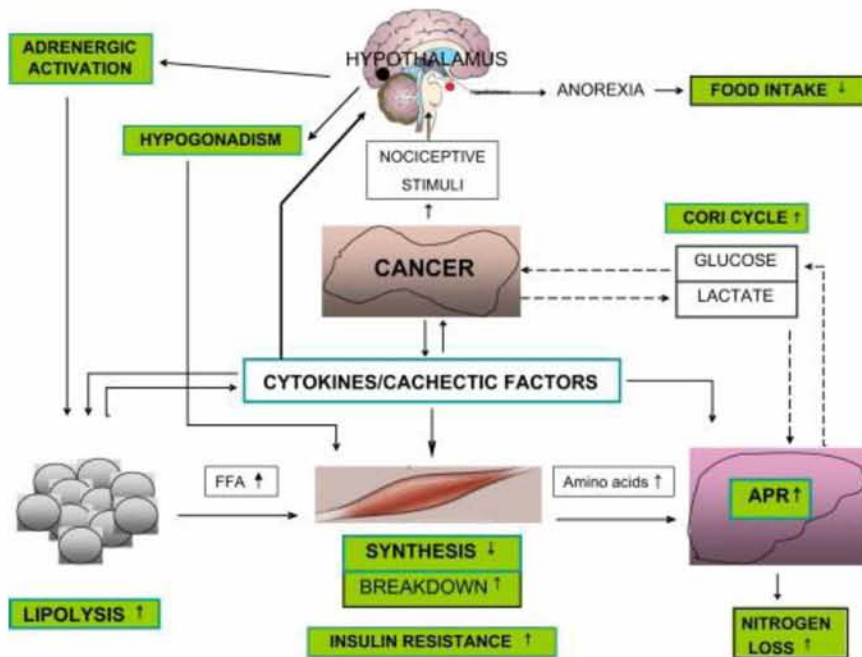 HYPOTHALAMUS
ADRENERGIC
ACTIVATION
ANOREXIA
FOOD INTAKE ↓
HYPOGONADISM
NOCICEPTIVE
STIMULI
↑
CORI CYCLE ↑
CANCER
GLUCOSE
LACTATE
CYTOKINES/CACHECTIC FACTORS
FFA ↑
Amino acids ↑
APR ↑
SYNTHESIS ↓
BREAKDOWN ↑
LIPOLYSIS ↑
INSULIN RESISTANCE ↑
NITROGEN
LOSS ↑